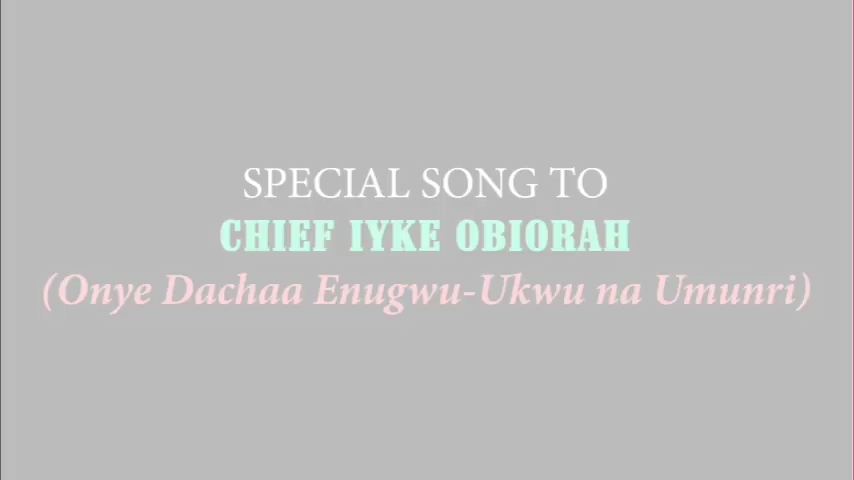 SPECIAL SONG TO
CHIEF IYKE OBIORAH
(Onye Dachaa Enugwu-Ukwu na Umunri)